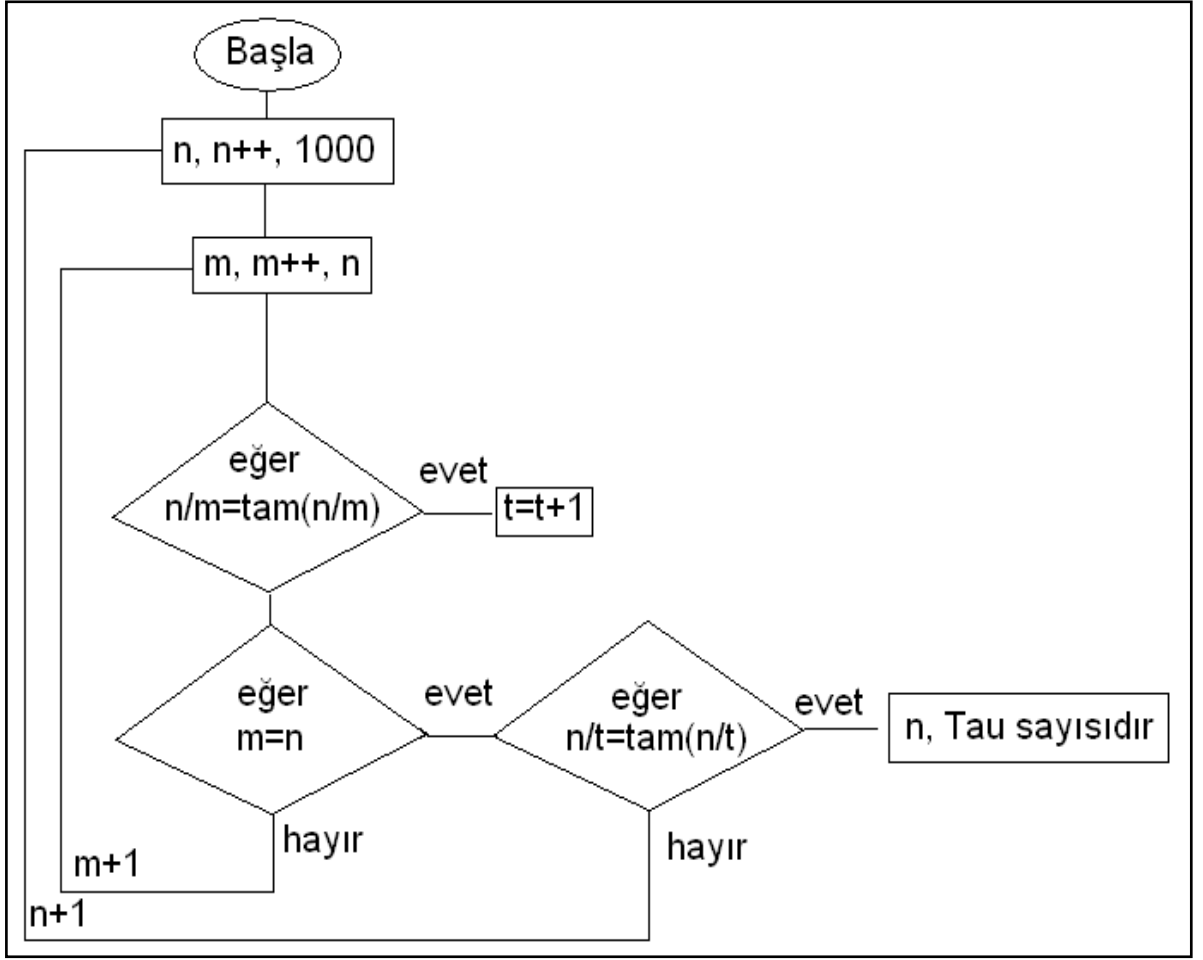 Başla
n, n++, 1000
m, m++, n
eğer
n/m=tam(n/m)
evet
t=t+1
eğer
m=n
evet
eğer
n/t=tam(n/t)
evet
n, Tau sayısıdır
hayır
hayır
m+1
n+1